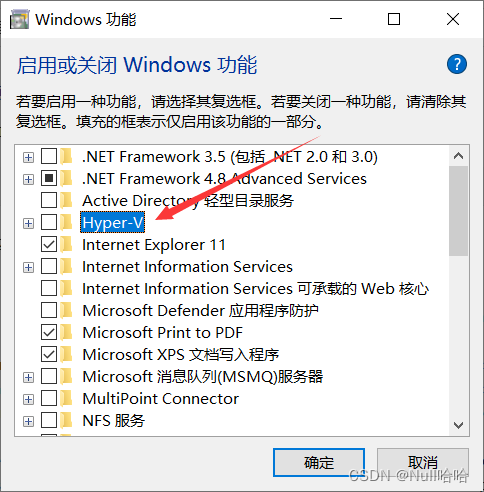 Windows 功能
启用或关闭 Windows 功能
?
若要启用一种功能，请选择其复选框。若要关闭一种功能，请清除其
复选框。填充的框表示仅启用该功能的一部分。
.NET Framework 3.5 (包括 .NET 2.0 和 3.0)
.NET Framework 4.8 Advanced Services
Active Directory 轻型目录服务
Hyper-V
Internet Explorer 11
Internet Information Services
Internet Information Services 可承载的 Web 核心
Microsoft Defender 应用程序防护
Microsoft Print to PDF
Microsoft XPS 文档写入程序
Microsoft 消息队列(MSMQ)服务器
MultiPoint Connector
NFS 服务
确定
取消
CSDN @Null哈哈